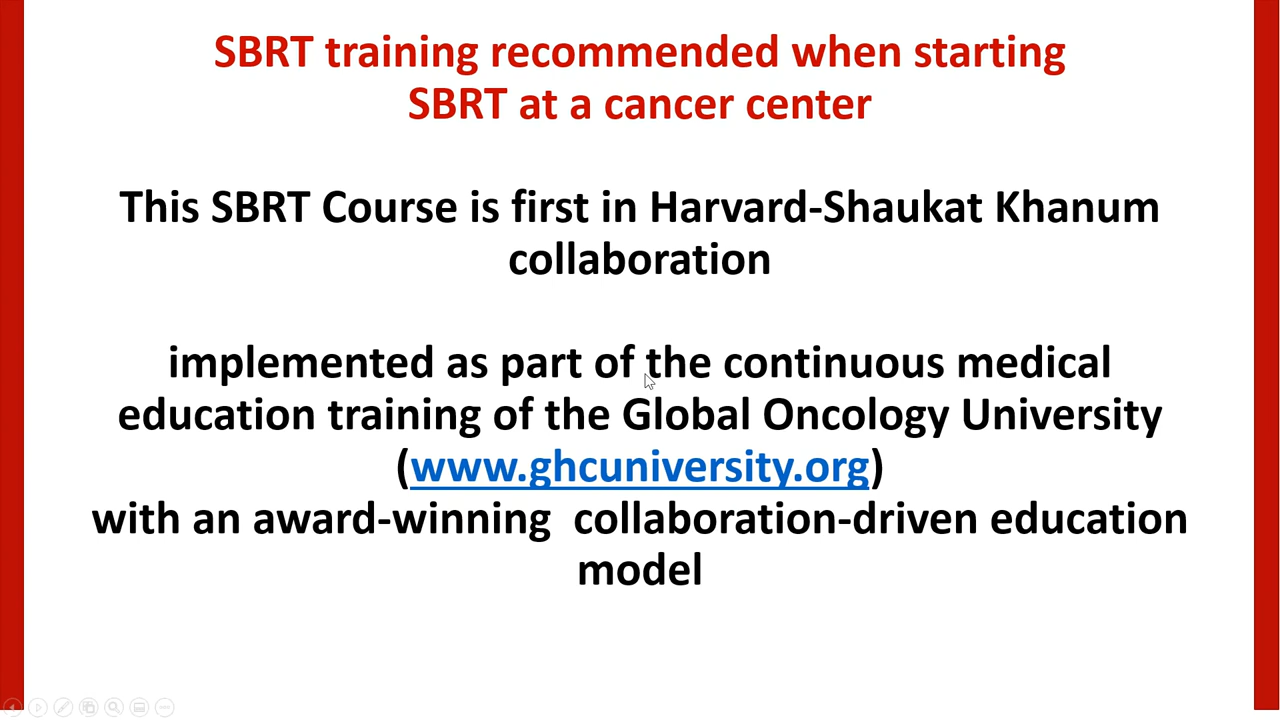 SBRT training recommended when starting
SBRT at a cancer center
This SBRT Course is first in Harvard-Shaukat Khanum
collaboration
implemented as part of the continuous medical
education training of the Global Oncology University
(www.ghcuniversity.org)
with an award-winning  collaboration-driven education
model